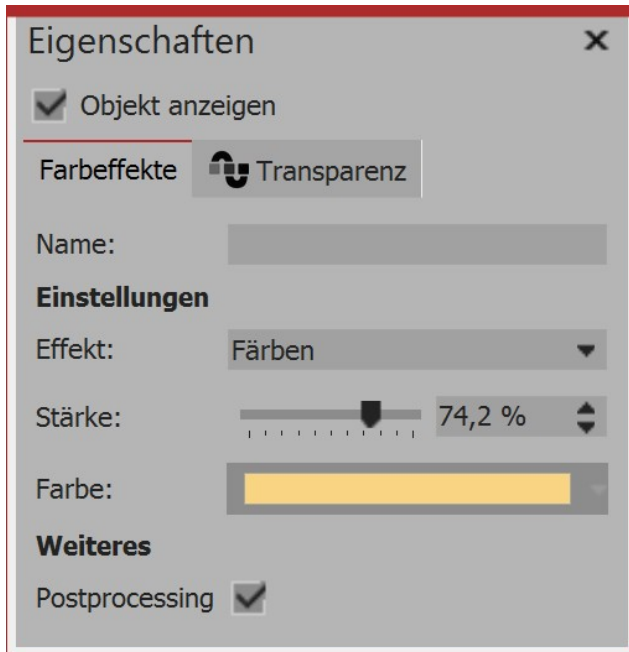 Eigenschaften
Objekt anzeigen
Farbeffekte Transparenz
Name:
Einstellungen
Effekt: Färben
Stärke: 74,2 %
Farbe:
Weiteres
Postprocessing